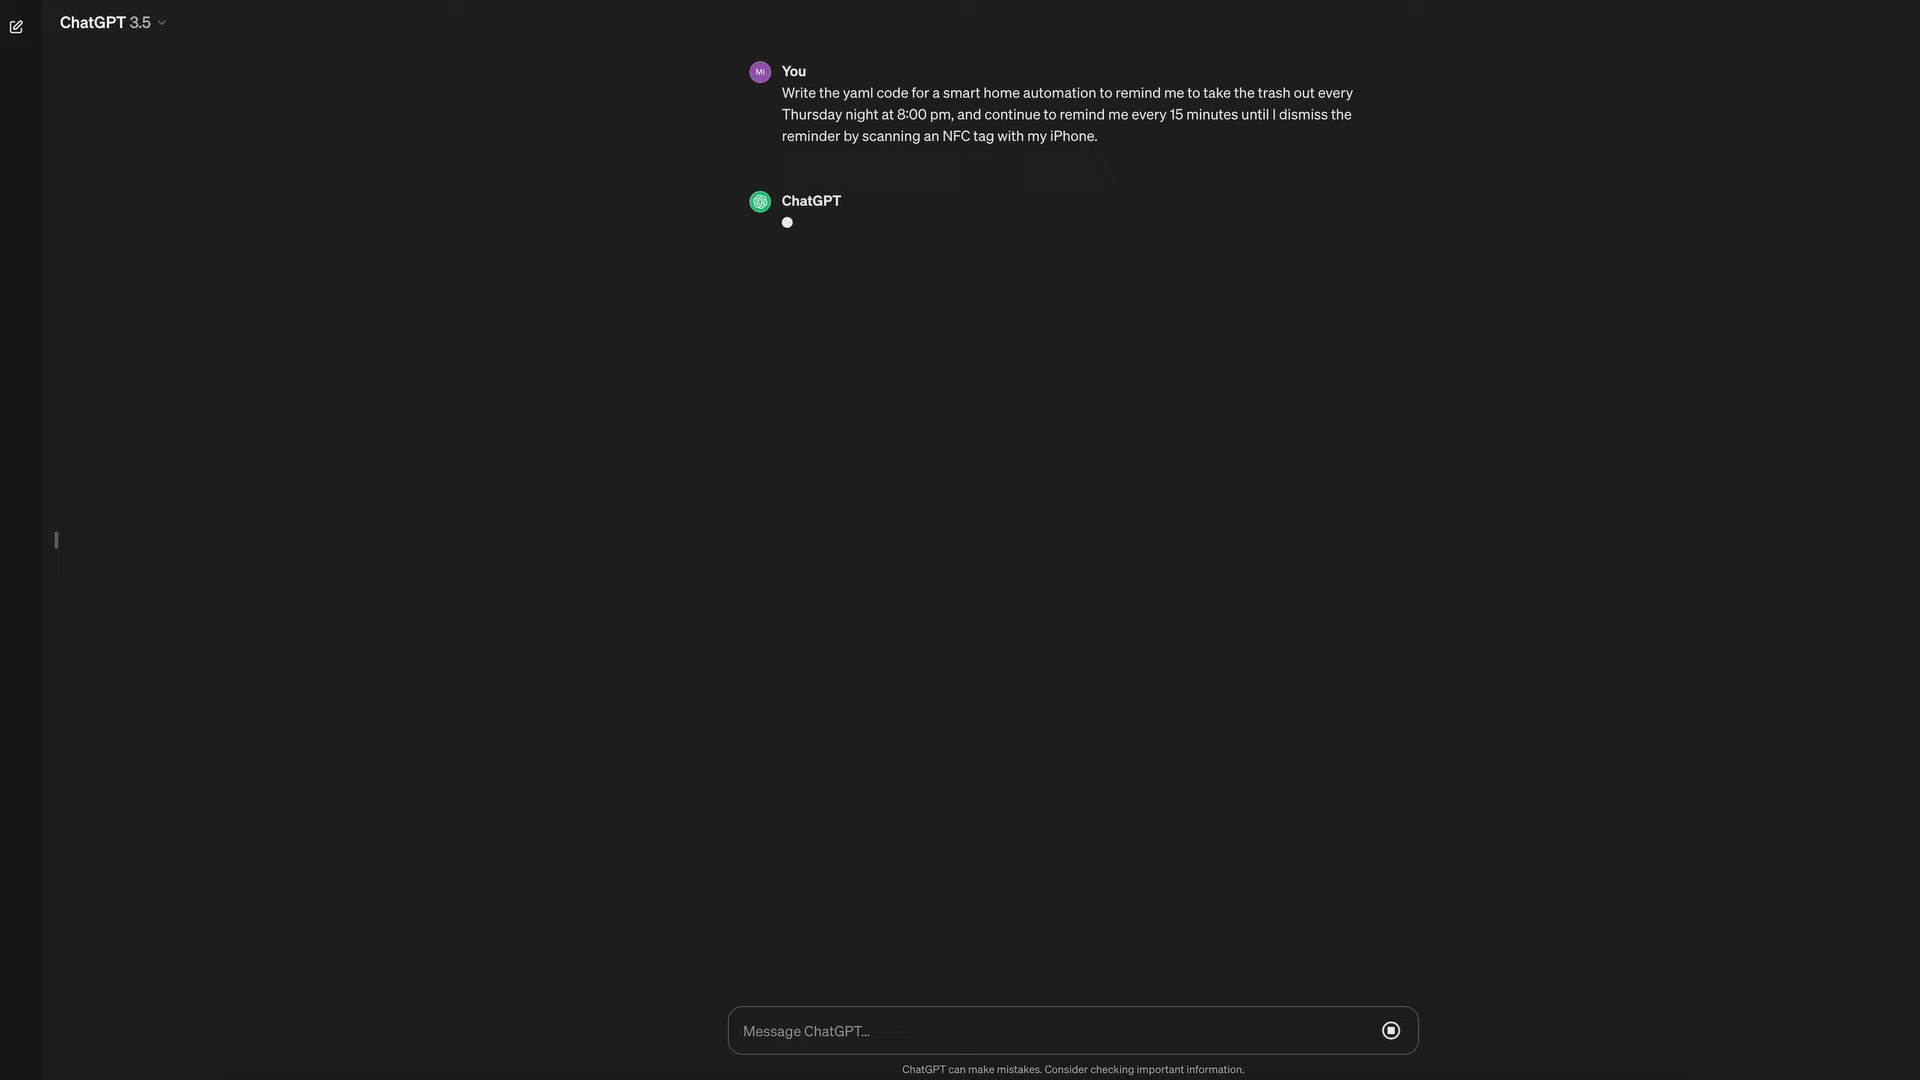 ChatGPT 3.5
MI
You
Write the yaml code for a smart home automation to remind me to take the trash out every
Thursday night at 8:00 pm, and continue to remind me every 15 minutes until I dismiss the
reminder by scanning an NFC tag with my iPhone.
ChatGPT
Message ChatGPT...
ChatGPT can make mistakes. Consider checking important information.